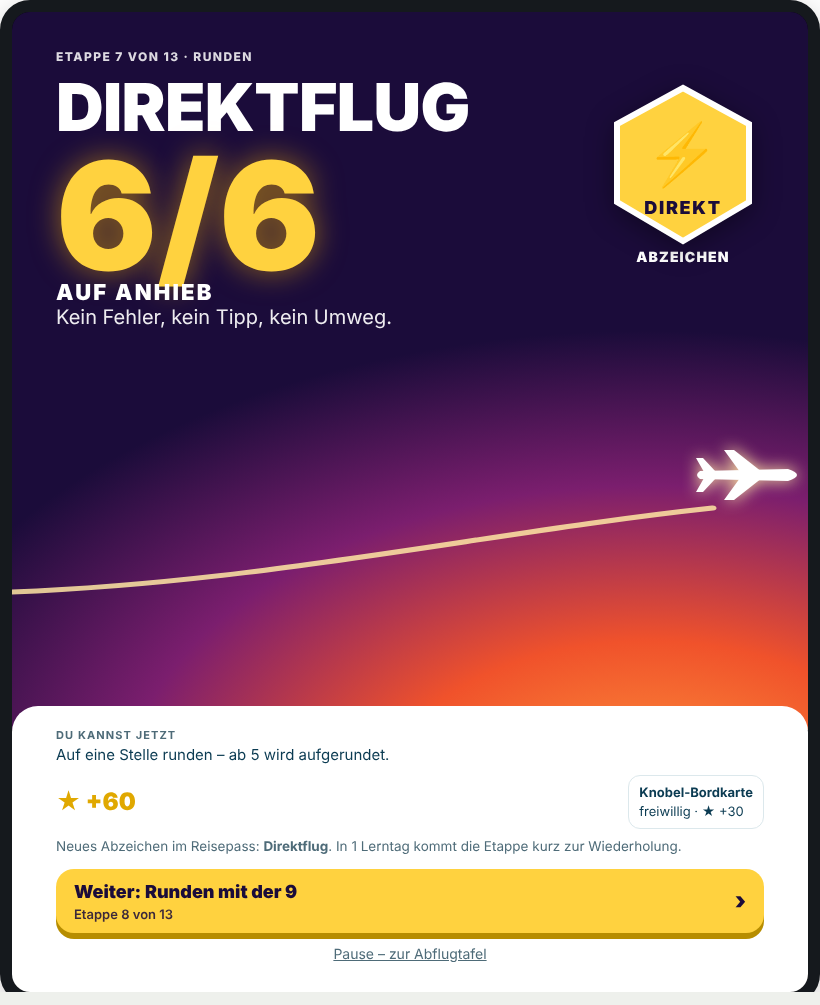 ETAPPE 7 VON 13 · RUNDEN
DIREKTFLUG
6/6
AUF ANHIEB
Kein Fehler, kein Tipp, kein Umweg.
DIREKT
ABZEICHEN
DU KANNST JETZT
Auf eine Stelle runden – ab 5 wird aufgerundet.
★ +60
Knobel-Bordkarte
freiwillig · ★ +30
Neues Abzeichen im Reisepass: Direktflug. In 1 Lerntag kommt die Etappe kurz zur Wiederholung.
Weiter: Runden mit der 9
Etappe 8 von 13
›
Pause – zur Abflugtafel